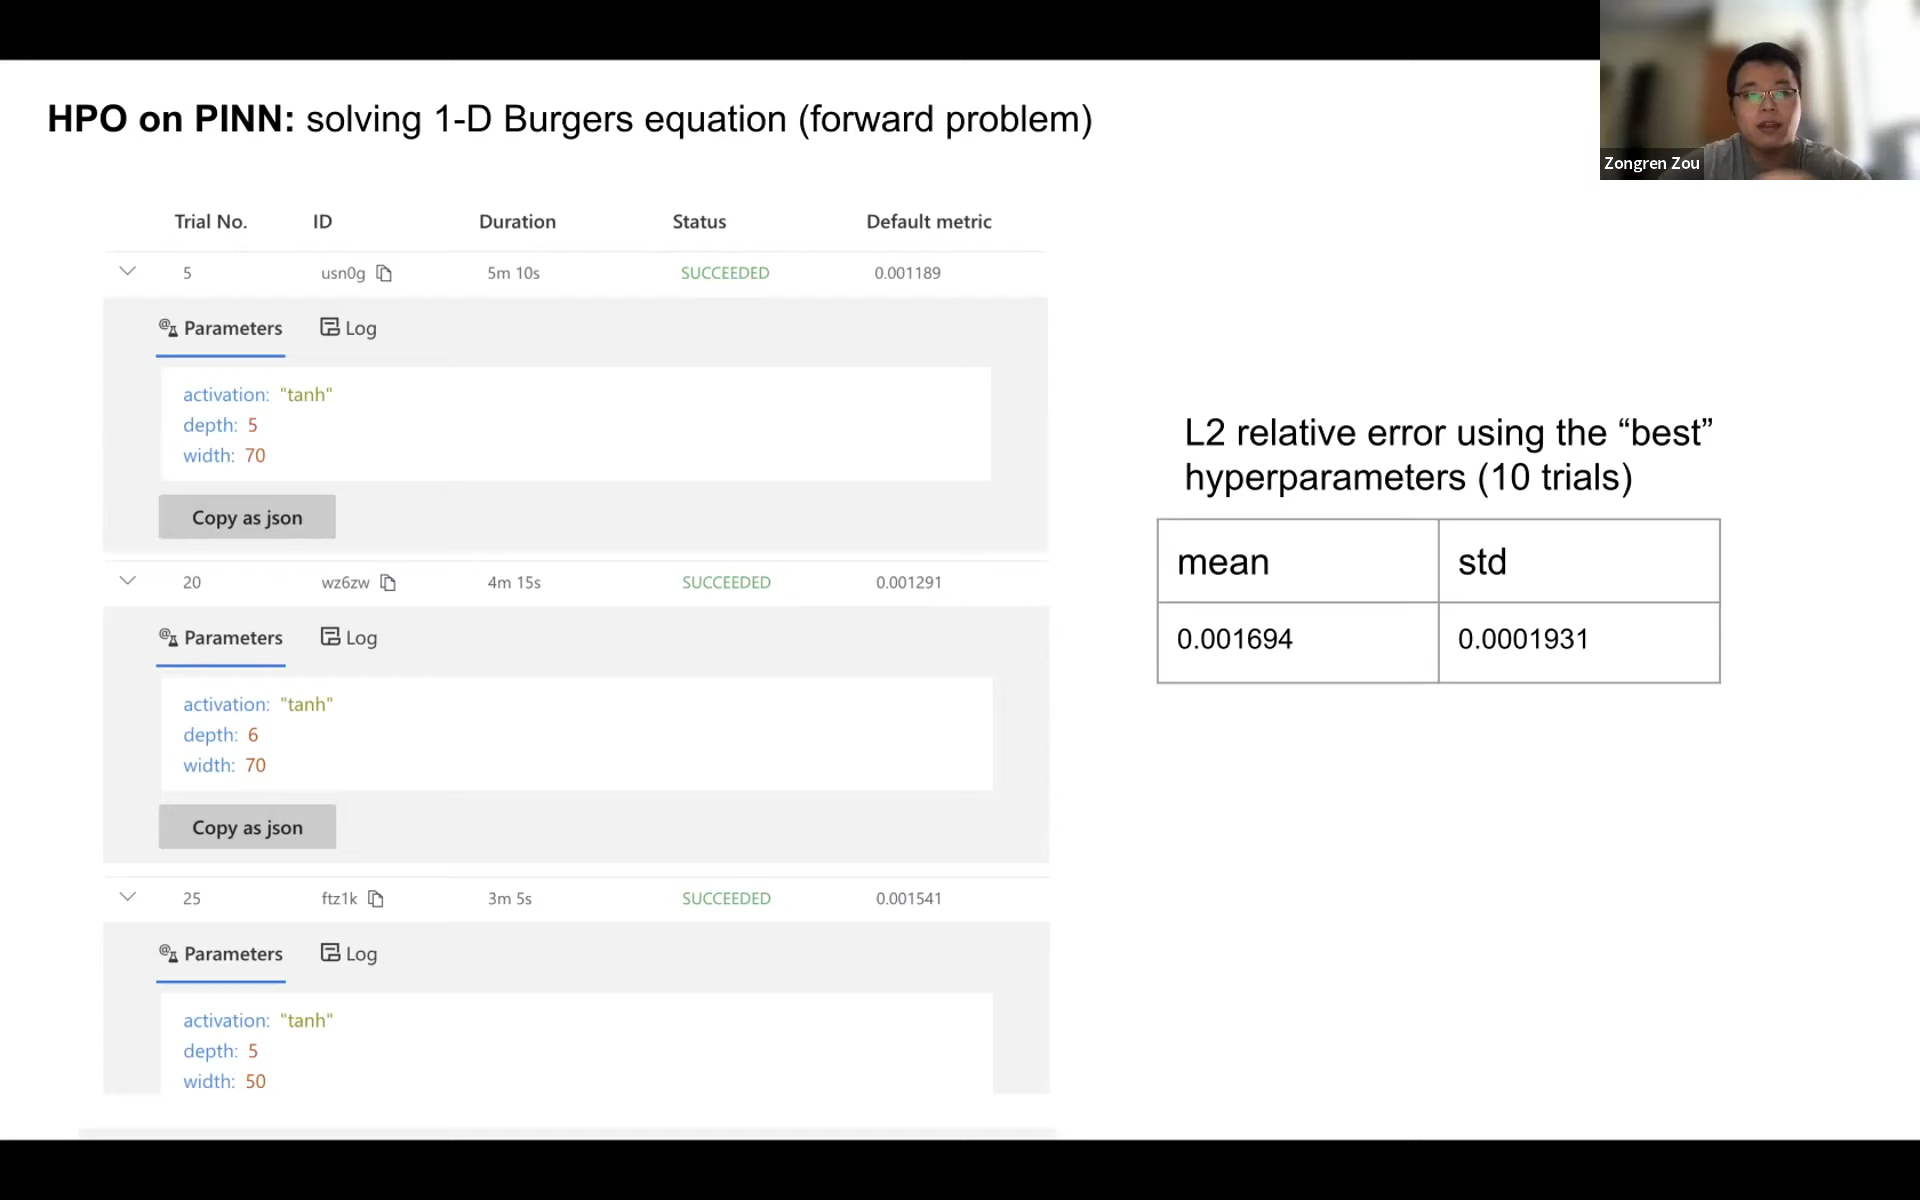 HPO on PINN: solving 1-D Burgers equation (forward problem)
Zongren Zou
Trial No. ID Duration Status Default metric
5 usn0g 5m 10s SUCCEEDED 0.001189
Parameters Log
activation: "tanh"
depth: 5
width: 70
Copy as json
20 wz6zw 4m 15s SUCCEEDED 0.001291
Parameters Log
activation: "tanh"
depth: 6
width: 70
Copy as json
25 ftz1k 3m 5s SUCCEEDED 0.001541
Parameters Log
activation: "tanh"
depth: 5
width: 50
L2 relative error using the “best”
hyperparameters (10 trials)
mean std
0.001694 0.0001931